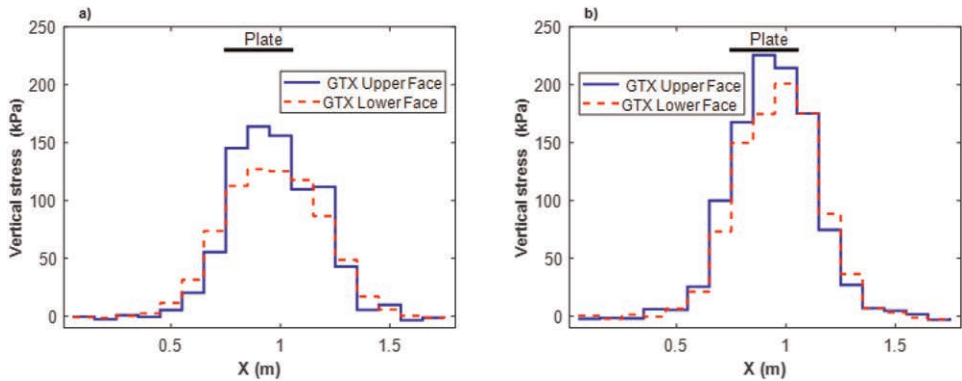 a)
250
200
150
100
50
0
Vertical stress (kPa)
Plate
GTX Upper Face
GTX Lower Face
0.5
1
1.5
X (m)
b)
250
200
150
100
50
0
Vertical stress (kPa)
Plate
GTX Upper Face
GTX Lower Face
0.5
1
1.5
X (m)